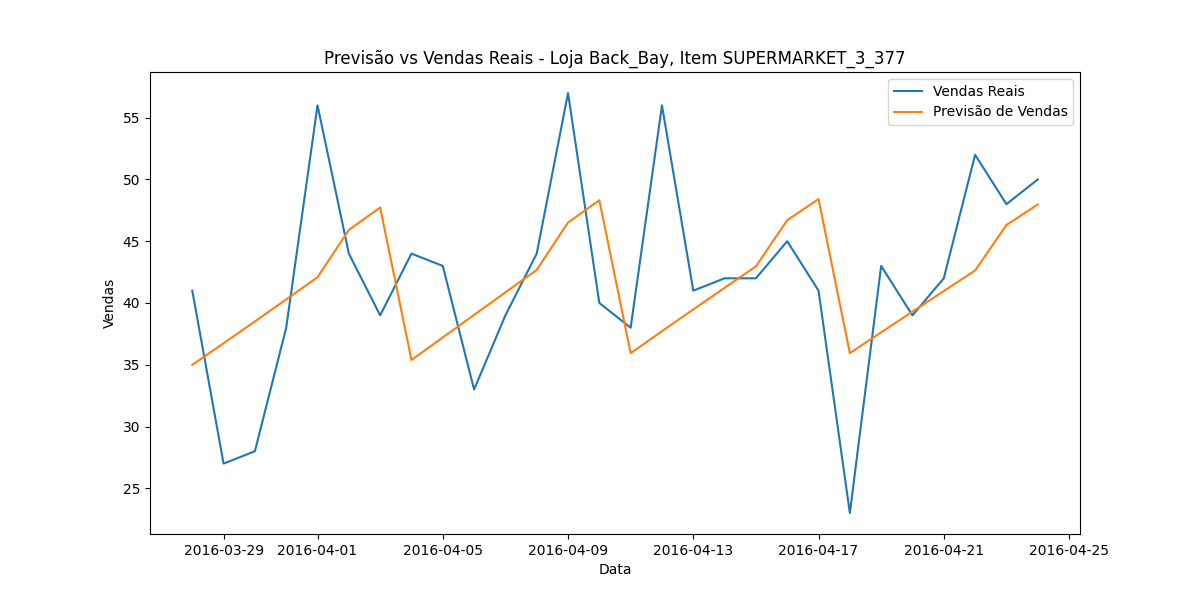 Previsão vs Vendas Reais - Loja Back_Bay, Item SUPERMARKET_3_377
Vendas Reais
Previsão de Vendas
Vendas
55
50
45
40
35
30
25
2016-03-29 2016-04-01 2016-04-05 2016-04-09 2016-04-13 2016-04-17 2016-04-21 2016-04-25
Data